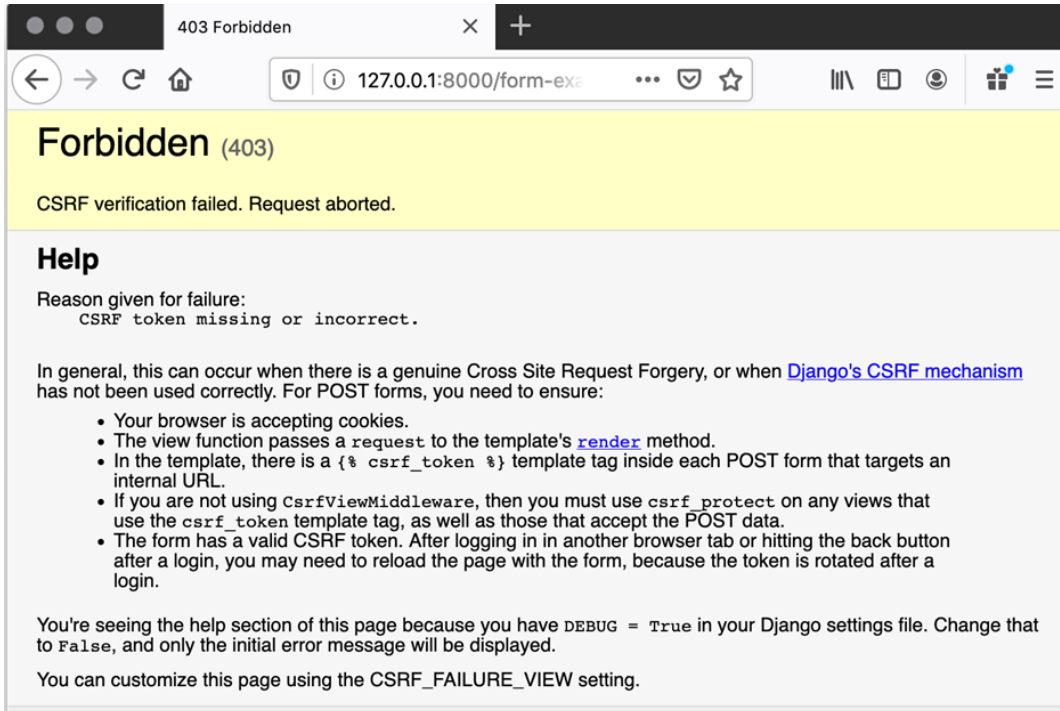 403 Forbidden
127.0.0.1:8000/form-exa
Forbidden (403)
CSRF verification failed. Request aborted.
Help
Reason given for failure:
CSRF token missing or incorrect.
In general, this can occur when there is a genuine Cross Site Request Forgery, or when Django's CSRF mechanism
has not been used correctly. For POST forms, you need to ensure:
• Your browser is accepting cookies.
• The view function passes a request to the template's render method.
• In the template, there is a {% csrf_token %} template tag inside each POST form that targets an
internal URL.
• If you are not using CsrfViewMiddleware, then you must use csrf_protect on any views that
use the csrf_token template tag, as well as those that accept the POST data.
• The form has a valid CSRF token. After logging in in another browser tab or hitting the back button
after a login, you may need to reload the page with the form, because the token is rotated after a
login.
You're seeing the help section of this page because you have DEBUG = True in your Django settings file. Change that
to False, and only the initial error message will be displayed.
You can customize this page using the CSRF_FAILURE_VIEW setting.